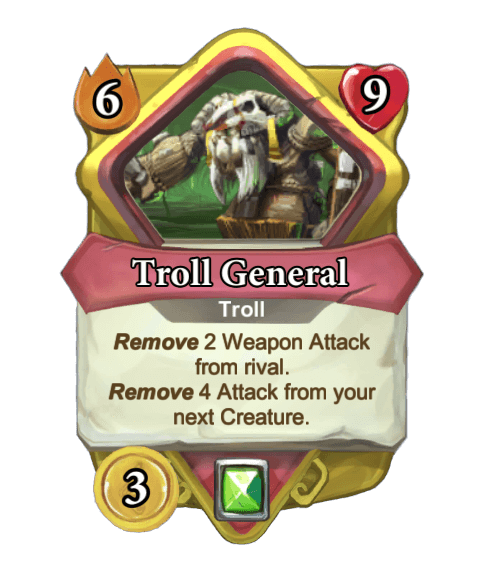 6
9
Troll General
Troll
Remove 2 Weapon Attack
from rival.
Remove 4 Attack from your
next Creature.
3